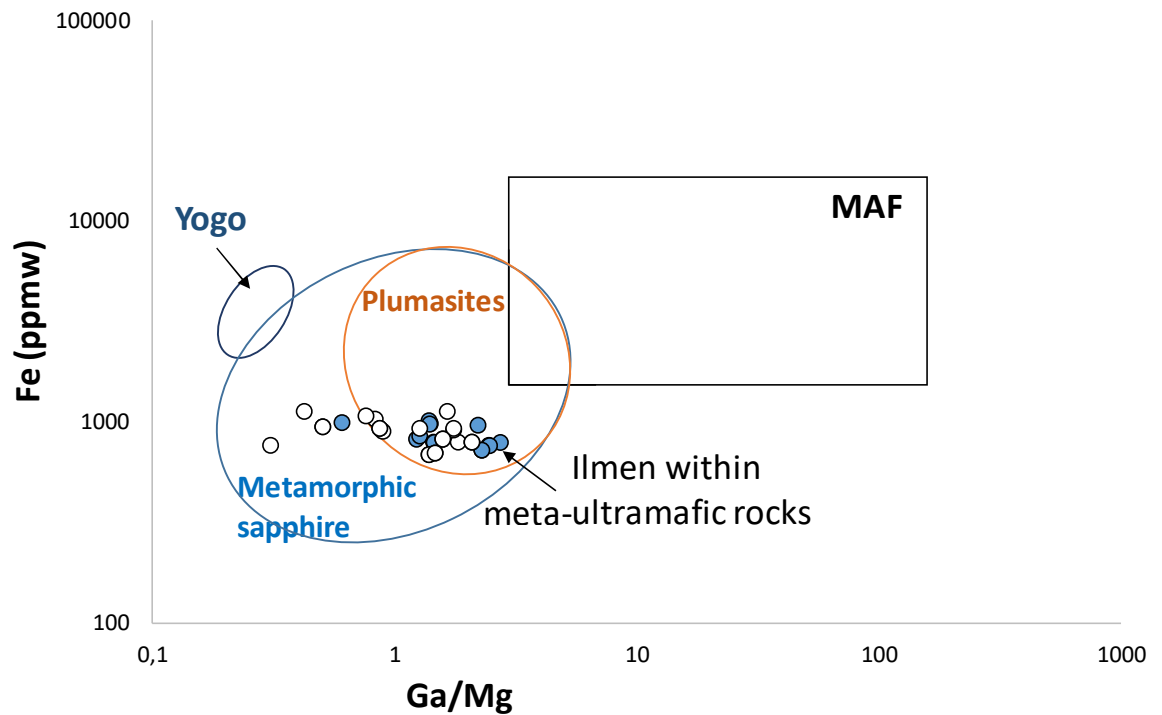 100000
10000
1000
100
0,1
1
10
100
1000
Fe (ppmw)
Ga/Mg
Yogo
MAF
Plumasites
Metamorphic
sapphire
Ilmen within
meta-ultramafic rocks